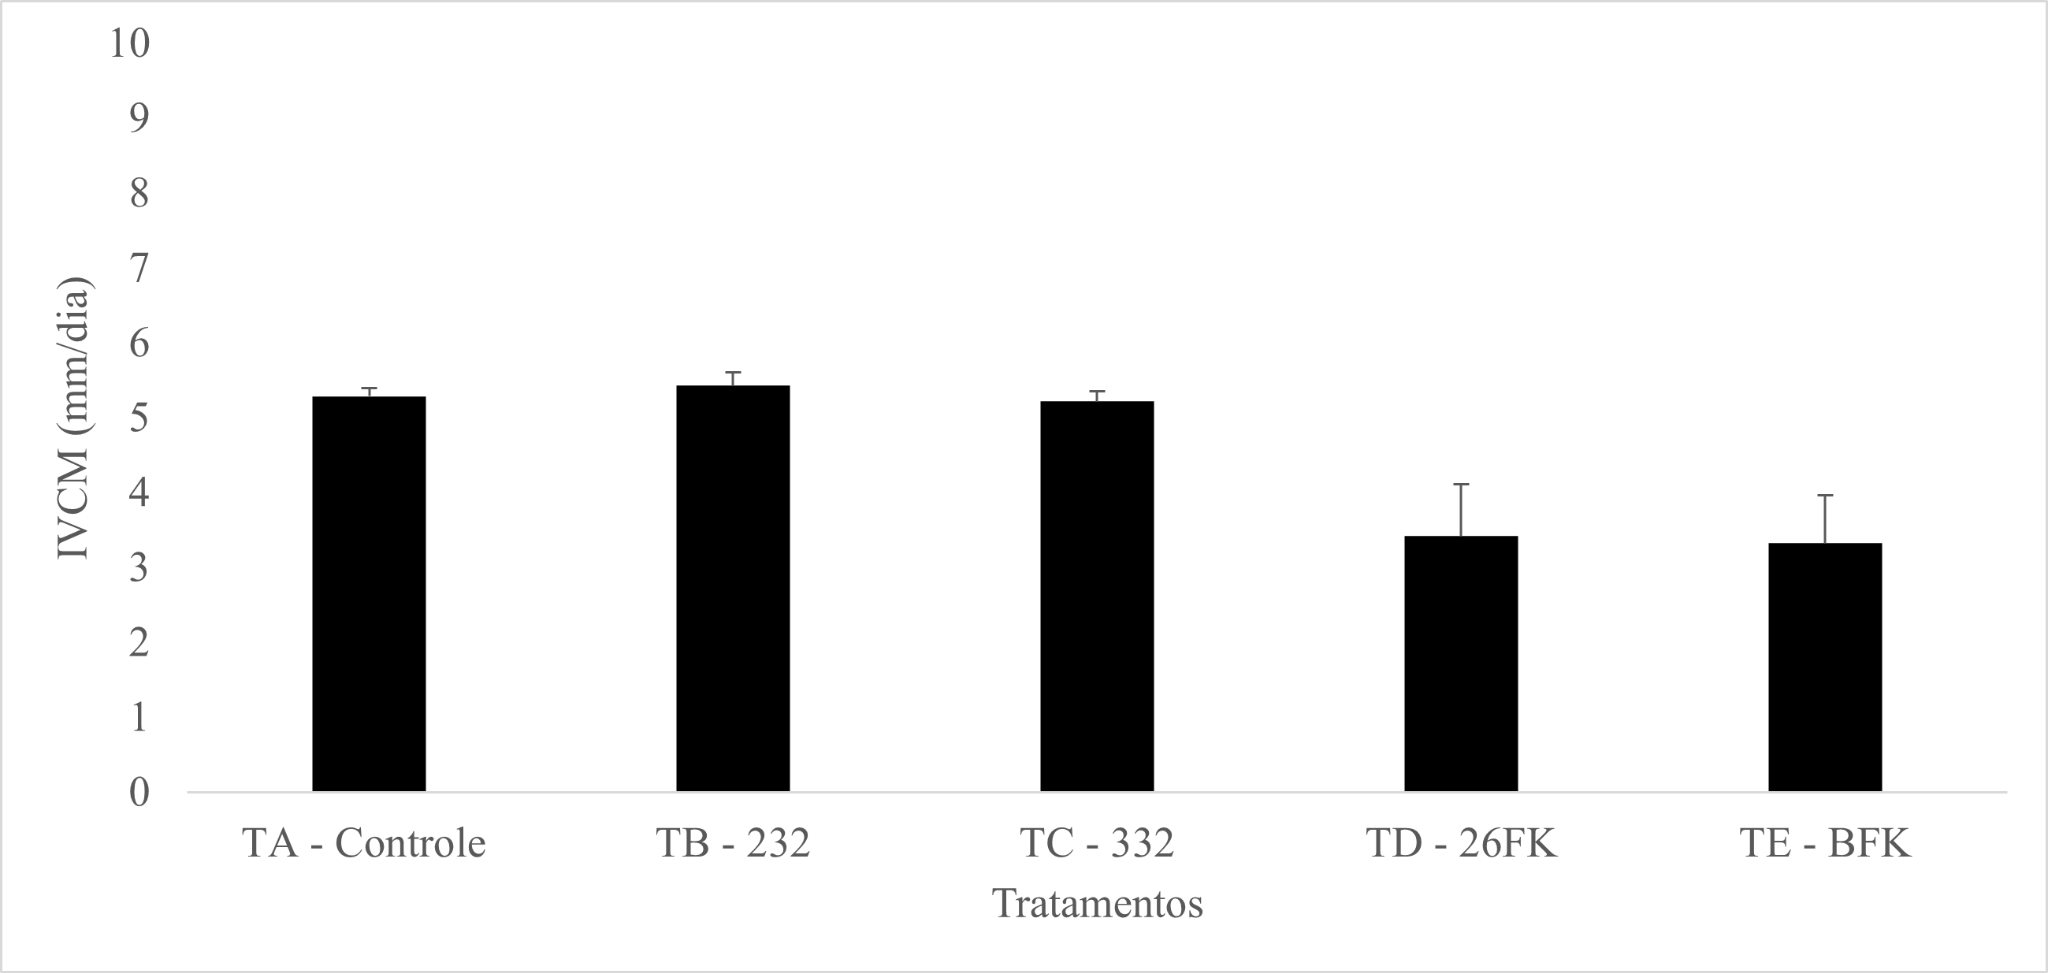 10
9
8
7
6
5
4
3
2
1
0
IVCM (mm/dia)
TA - Controle
TB - 232
TC - 332
TD - 26FK
TE - BFK
Tratamentos